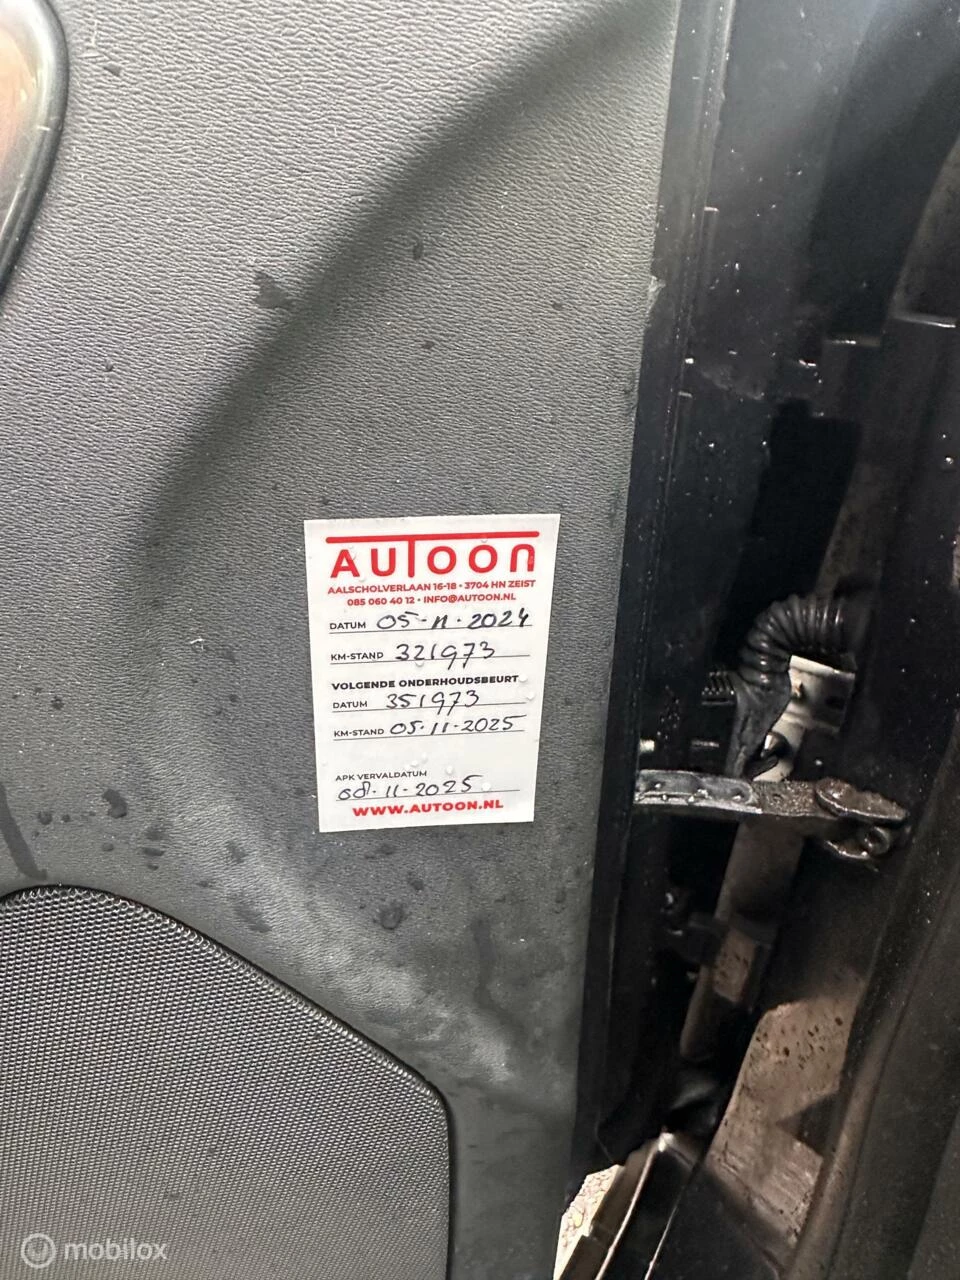 AUTOON
AALSCHOLVERLAAN 16-18 • 3704 HN ZEIST
085 060 40 12 • INFO@AUTOON.NL
DATUM 05-11-2024
KM-STAND 321973
VOLGENDE ONDERHOUDSBEURT
DATUM 351973
KM-STAND 05-11-2025
APK VERVALDATUM
08-11-2025
WWW.AUTOON.NL
mobilox